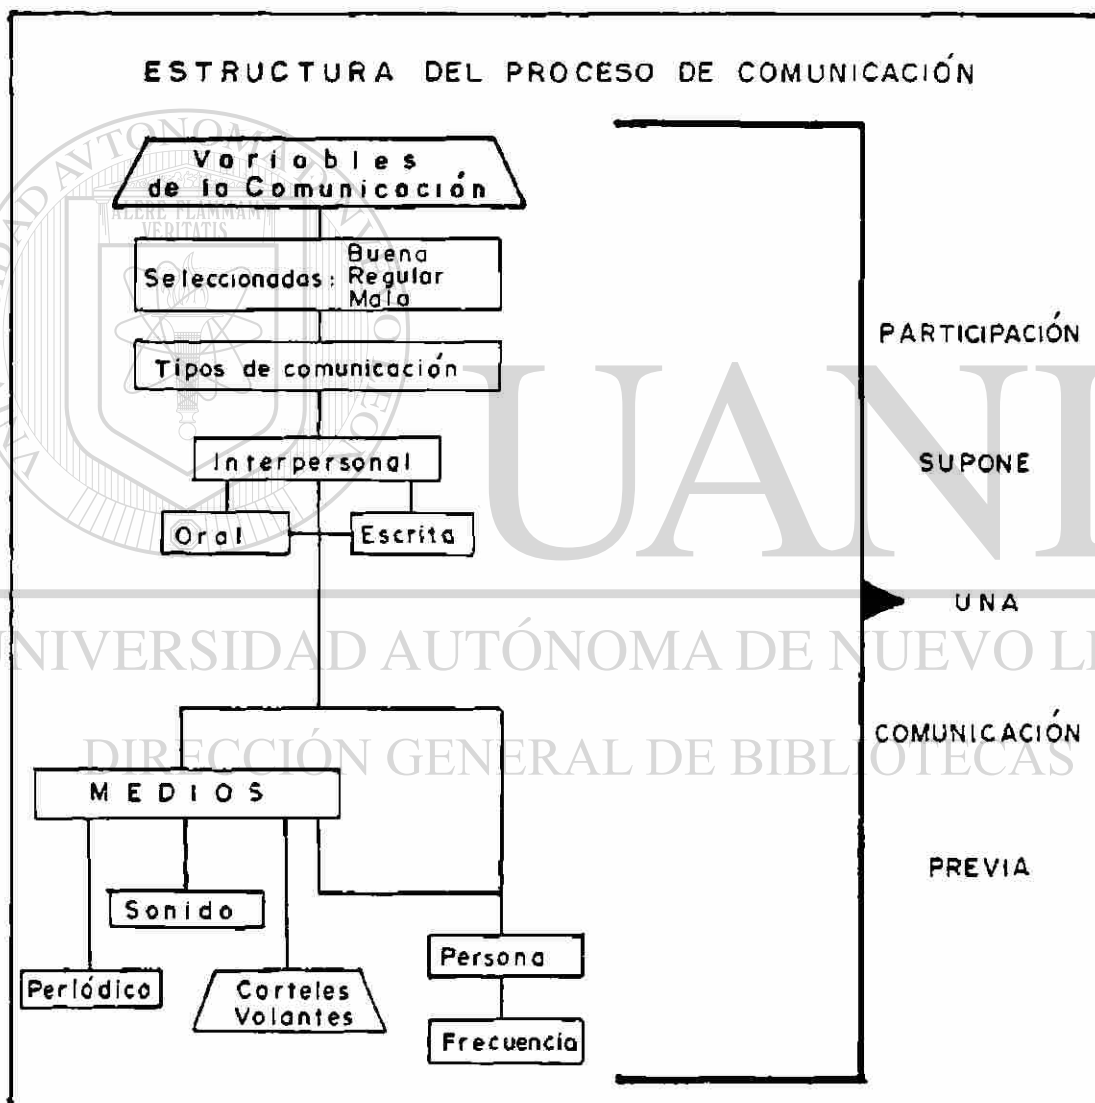 ESTRUCTURA DEL PROCESO DE COMUNICACIÓN
Variables
de la Comunicación
Seleccionadas:
Buena
Regular
Mala
Tipos de comunicación
Interpersonal
Oral
Escrita
MEDIOS
Sonido
Periódico
Carteles
Volantes
Persona
Frecuencia
PARTICIPACIÓN
SUPONE
UNA
COMUNICACIÓN
PREVIA
ALERE FLAMMAM
VERITATIS
UANL
UNIVERSIDAD AUTÓNOMA DE NUEVO LE
DIRECCIÓN GENERAL DE BIBLIOTECAS